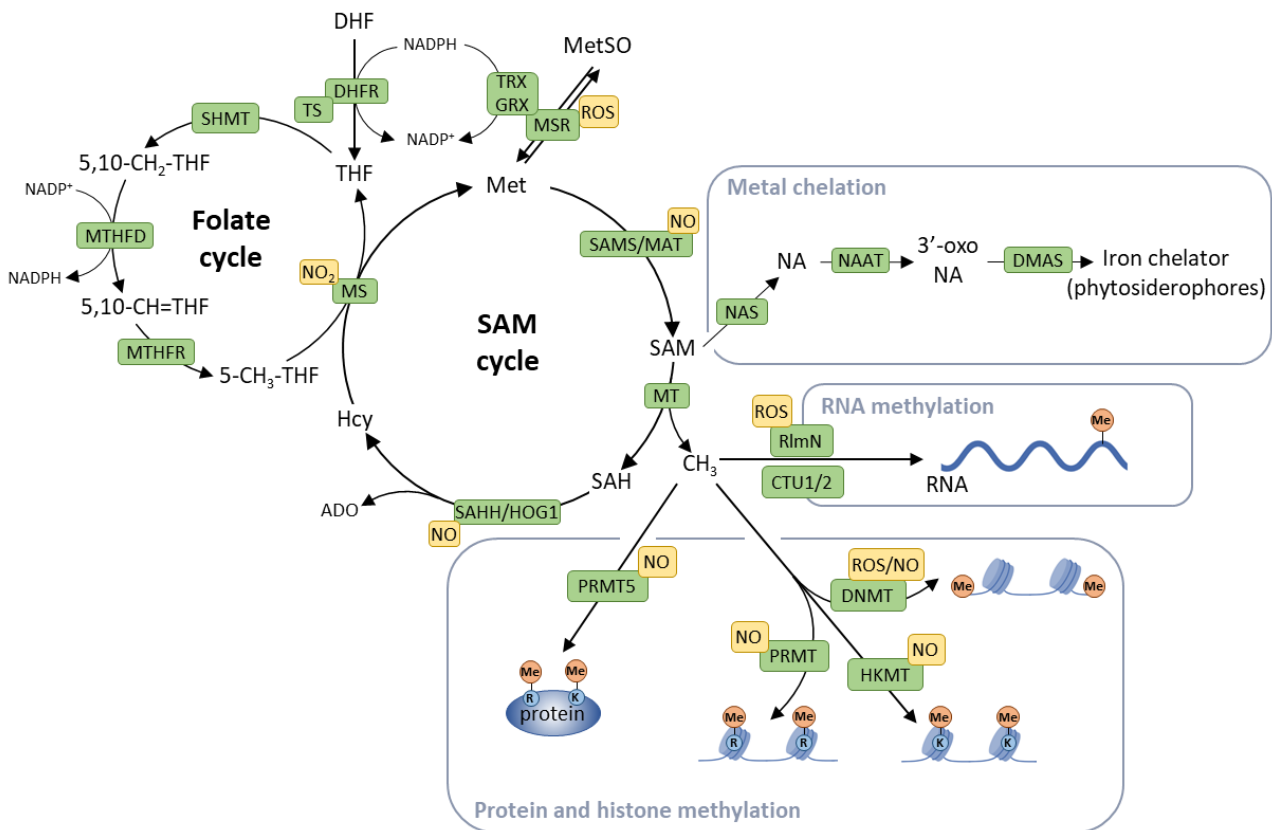 DHF
NADPH
MetSO
TRX
GRX
DHFR
TS
MSR
ROS
SHMT
NADP⁺
5,10-CH₂-THF
THF
Met
Metal chelation
NADP⁺
Folate
cycle
MTHFD
NO
SAMS/MAT
NA
NAAT
3’-oxo
NA
DMAS
Iron chelator
(phytosiderophores)
NADPH
NO₂
MS
5,10-CH=THF
NAS
SAM
cycle
MTHFR
SAM
5-CH₃-THF
MT
RNA methylation
Hcy
ROS
RlmN
Me
CH₃
CTU1/2
RNA
SAH
ADO
SAHH/HOG1
NO
NO
PRMT5
ROS/NO
DNMT
Me
Me
NO
PRMT
NO
HKMT
Me
Me
R
K
protein
Me
Me
R
R
Me
Me
K
K
Protein and histone methylation